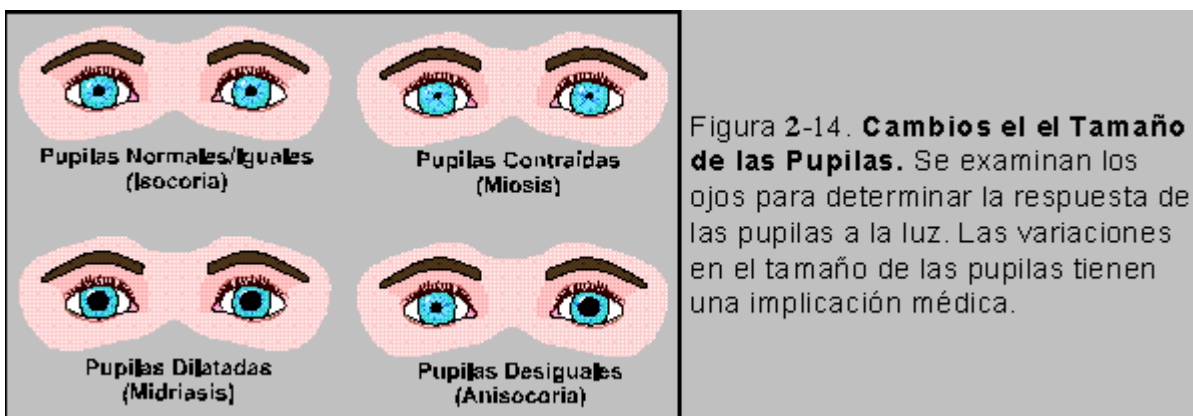 Pupilas Normales/Iguales
(Isocoria)
Pupilas Contraídas
(Miosis)
Pupilas Dilatadas
(Midriasis)
Pupilas Desiguales
(Anisocoria)
Figura 2-14. Cambios el el Tamaño
de las Pupilas. Se examinan los
ojos para determinar la respuesta de
las pupilas a la luz. Las variaciones
en el tamaño de las pupilas tienen
una implicación médica.